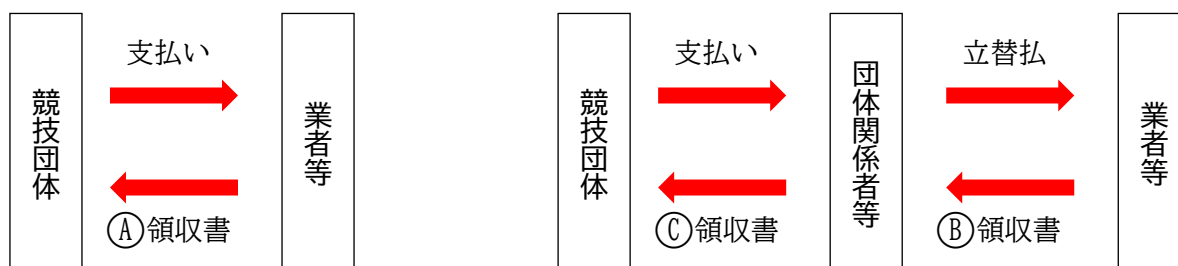 競技団体
支払い
Ⓐ領収書
業者等
競技団体
支払い
Ⓒ領収書
団体関係者等
立替払
Ⓑ領収書
業者等